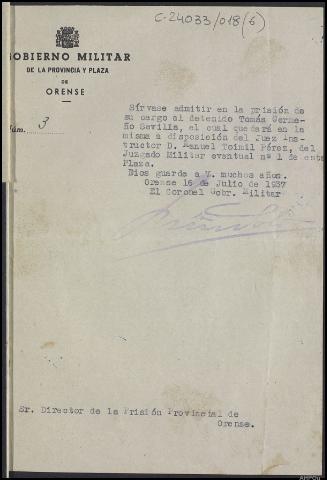 C-24033/018(6)
GOBIERNO MILITAR
DE LA PROVINCIA Y PLAZA
DE
ORENSE
Núm. 3
Sírvase admitir en la prisión de
su cargo al detenido Tomás Cerme-
ño Sevilla, el cual quedará en la
misma a disposición del Juez Ins-
tructor D. Manuel Toimil Pérez, del
Juzgado Militar eventual nº 1 de esta
Plaza.
Dios guarde a V. muchos años.
Orense 16 de Julio de 1937
El Coronel Gobr. Militar
Sr. Director de la Prisión Provincial de
Orense.
AHPOu